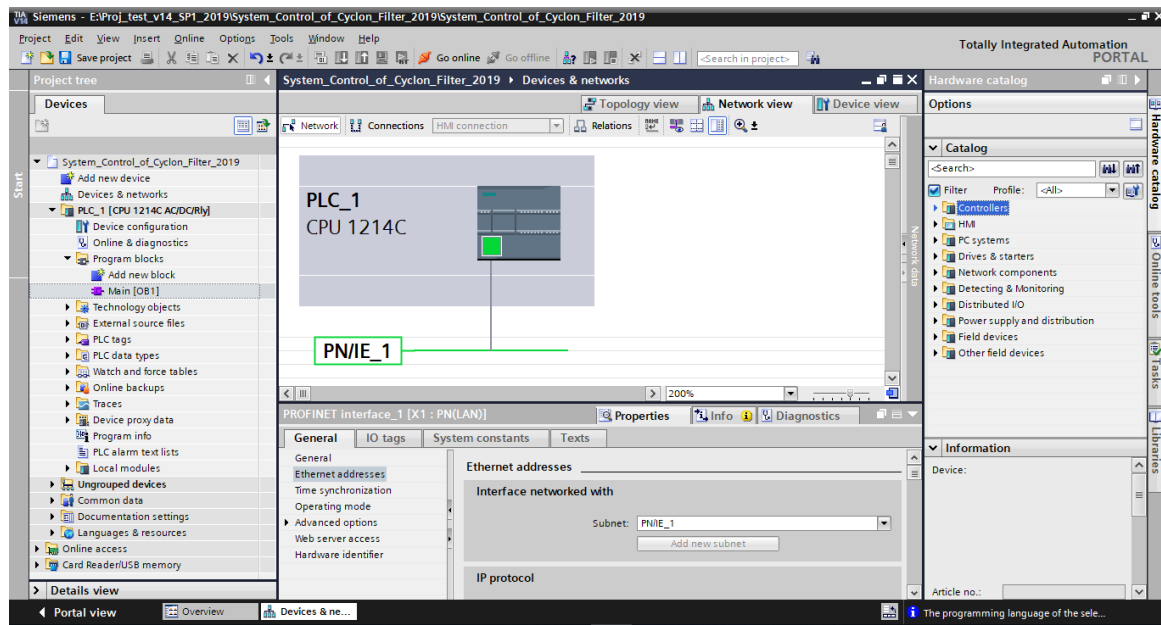 TIA V14
Siemens - E:\Proj_test_v14_SP1_2019\System_Control_of_Cyclon_Filter_2019\System_Control_of_Cyclon_Filter_2019
Project Edit View Insert Online Options Tools Window Help
Totally Integrated Automation
PORTAL
Save project
Go online
Go offline
<Search in project>
Project tree
System_Control_of_Cyclon_Filter_2019 ▸ Devices & networks
Hardware catalog
Devices
Topology view
Network view
Device view
Options
Network
Connections
HMI connection
Relations
Start
System_Control_of_Cyclon_Filter_2019
Add new device
Devices & networks
PLC_1 [CPU 1214C AC/DC/Rly]
Device configuration
Online & diagnostics
Program blocks
Add new block
Main [OB1]
Technology objects
External source files
PLC tags
PLC data types
Watch and force tables
Online backups
Traces
Device proxy data
Program info
PLC alarm text lists
Local modules
Ungrouped devices
Common data
Documentation settings
Languages & resources
Online access
Card Reader/USB memory
Details view
PLC_1
CPU 1214C
PN/IE_1
Network data
200%
PROFINET interface_1 [X1 : PN(LAN)]
Properties
Info
Diagnostics
General
IO tags
System constants
Texts
General
Ethernet addresses
Time synchronization
Operating mode
Advanced options
Web server access
Hardware identifier
Ethernet addresses
Interface networked with
Subnet: PN/IE_1
Add new subnet
IP protocol
Catalog
<Search>
Filter
Profile: <All>
Controllers
HMI
PC systems
Drives & starters
Network components
Detecting & Monitoring
Distributed I/O
Power supply and distribution
Field devices
Other field devices
Information
Device:
Article no.:
Hardware catalog
Online tools
Tasks
Libraries
Portal view
Overview
Devices & ne...
The programming language of the sele...